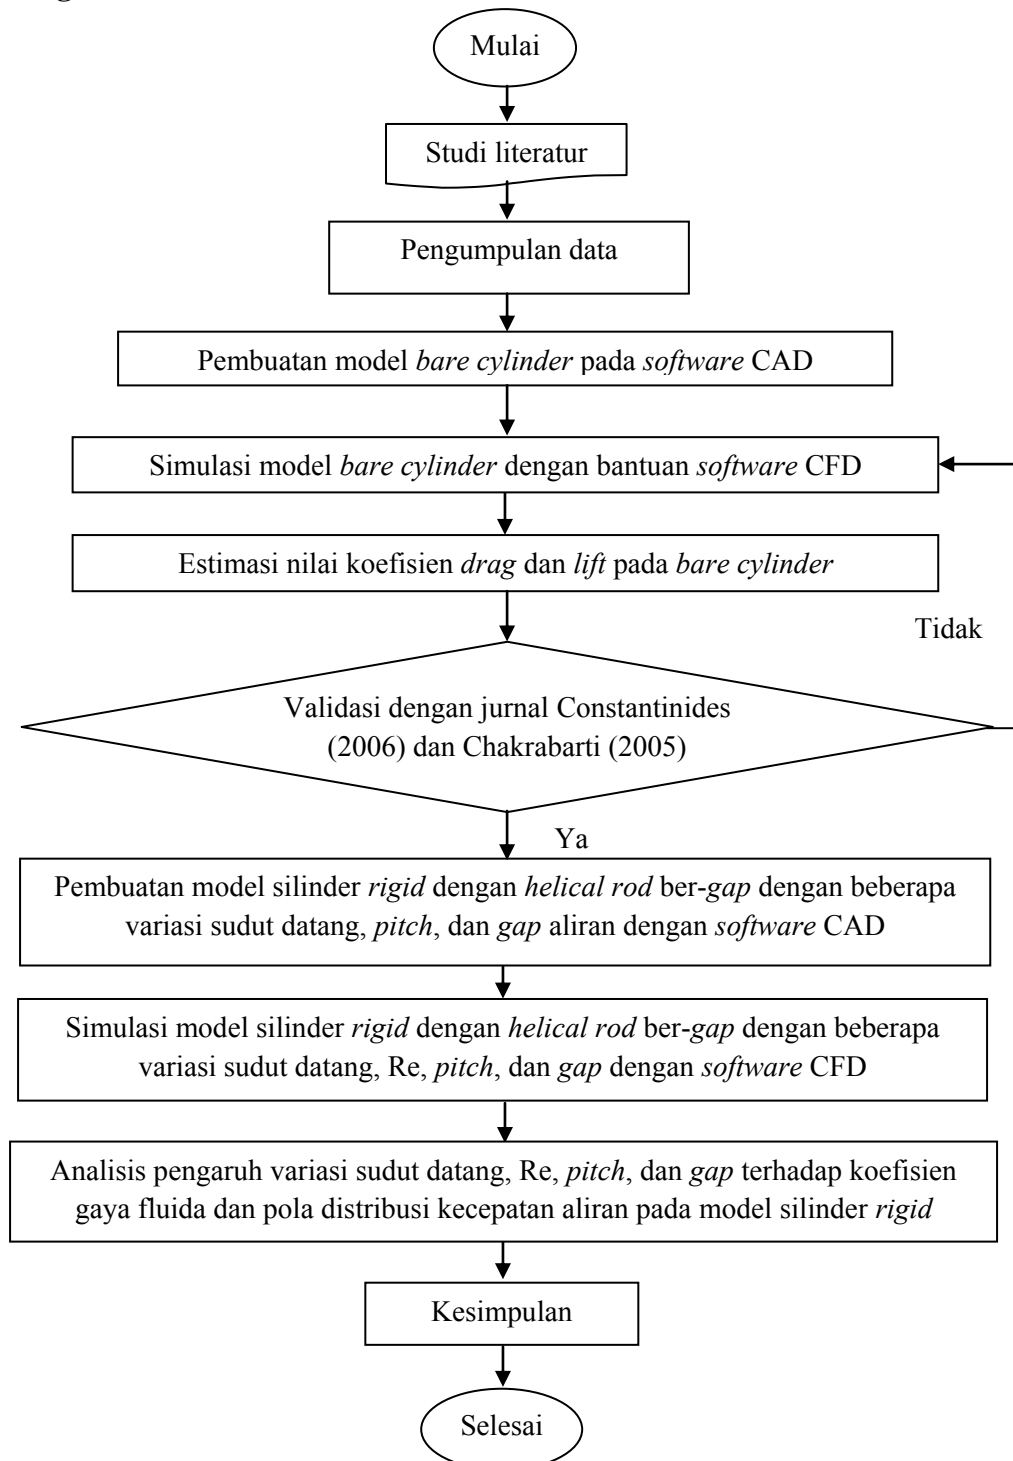 Mulai
Studi literatur
Pengumpulan data
Pembuatan model bare cylinder pada software CAD
Simulasi model bare cylinder dengan bantuan software CFD
Estimasi nilai koefisien drag dan lift pada bare cylinder
Tidak
Validasi dengan jurnal Constantinides
(2006) dan Chakrabarti (2005)
Ya
Pembuatan model silinder rigid dengan helical rod ber-gap dengan beberapa
variasi sudut datang, pitch, dan gap aliran dengan software CAD
Simulasi model silinder rigid dengan helical rod ber-gap dengan beberapa
variasi sudut datang, Re, pitch, dan gap dengan software CFD
Analisis pengaruh variasi sudut datang, Re, pitch, dan gap terhadap koefisien
gaya fluida dan pola distribusi kecepatan aliran pada model silinder rigid
Kesimpulan
Selesai